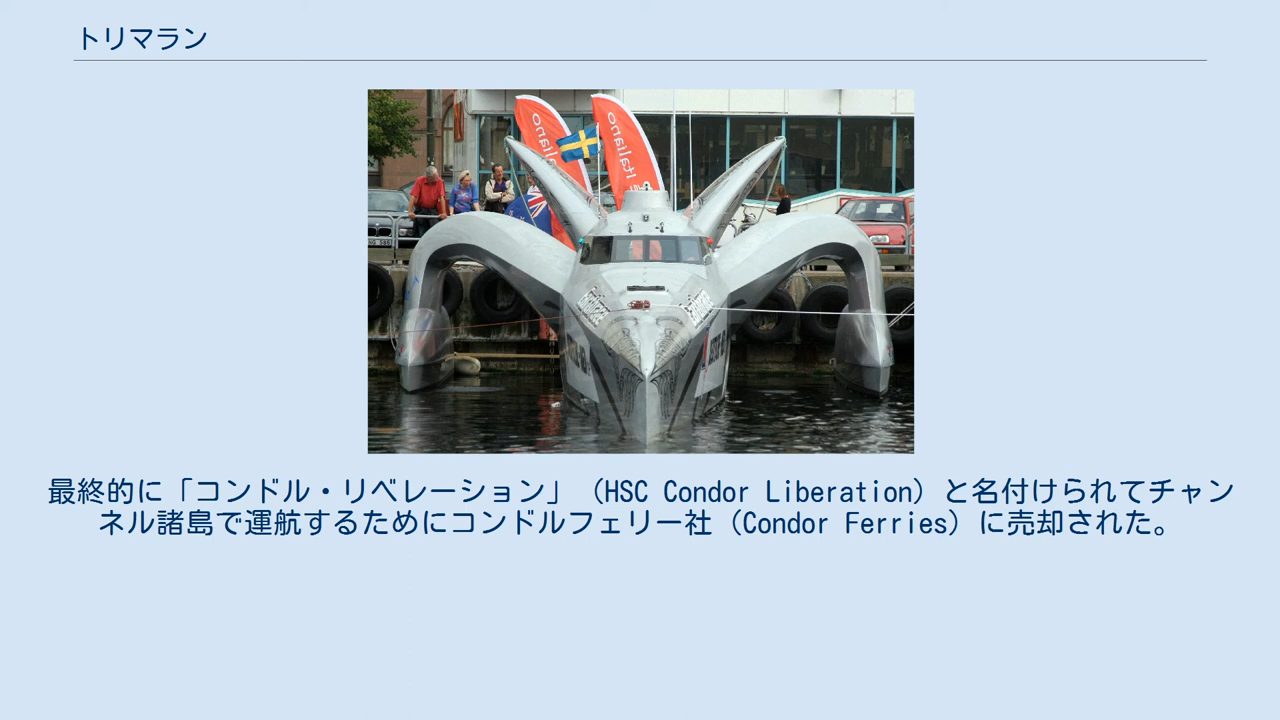 トリマラン
Italiano
Italiano
最終的に「コンドル・リベレーション」（HSC Condor Liberation）と名付けられてチャン
ネル諸島で運航するためにコンドルフェリー社（Condor Ferries）に売却された。